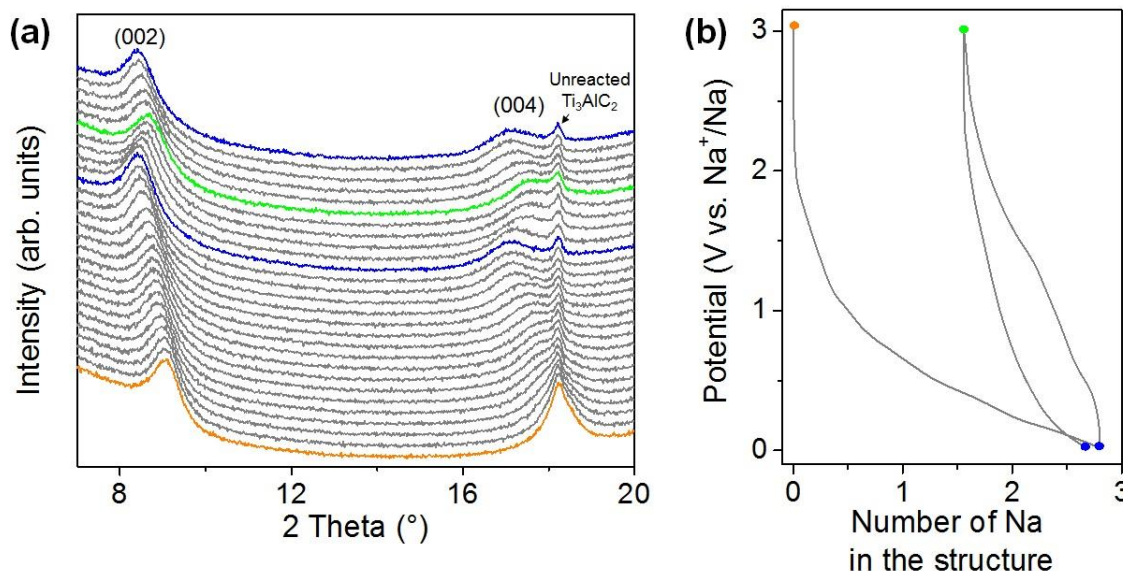 (a)
(002)
(004)
Unreacted
Ti₃AlC₂
Intensity (arb. units)
8
12
16
20
2 Theta (°)
(b)
3
2
1
0
Potential (V vs. Na⁺/Na)
0
1
2
3
Number of Na
in the structure